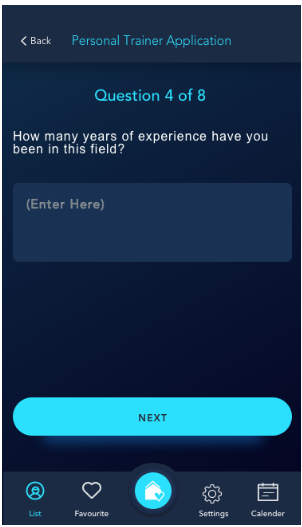 Back Personal Trainer Application
Question 4 of 8
How many years of experience have you
been in this field?
(Enter Here)
NEXT
List Favourite Settings Calender